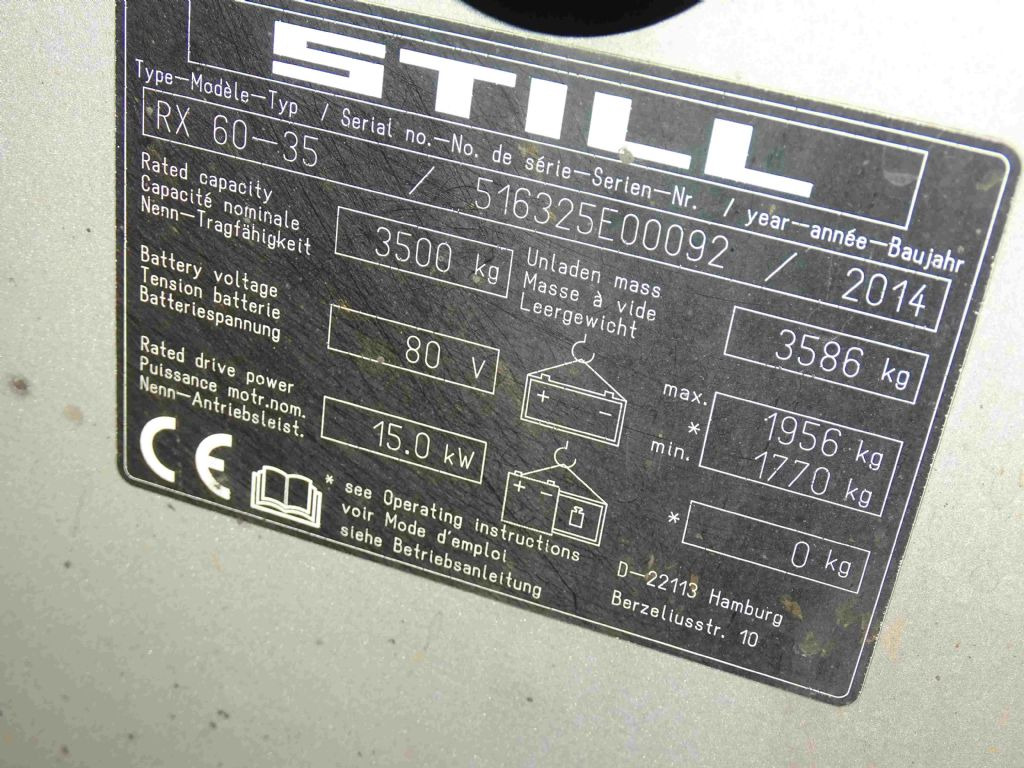 STILL
Type-Modèle-Typ / Serial no.-No. de série-Serien-Nr. / year-année-Baujahr
RX 60-35 / 516325E00092 / 2014
Rated capacity
Capacité nominale
Nenn-Tragfähigkeit
3500 kg
Unladen mass
Masse à vide
Leergewicht
3586 kg
Battery voltage
Tension batterie
Batteriespannung
80 V
+ -
max.
*
min.
1956 kg
1770 kg
Rated drive power
Puissance motr.nom.
Nenn-Antriebsleist.
15.0 kW
+ -
*
0 kg
CE
* see Operating instructions
voir Mode d'emploi
siehe Betriebsanleitung
D-22113 Hamburg
Berzeliusstr. 10